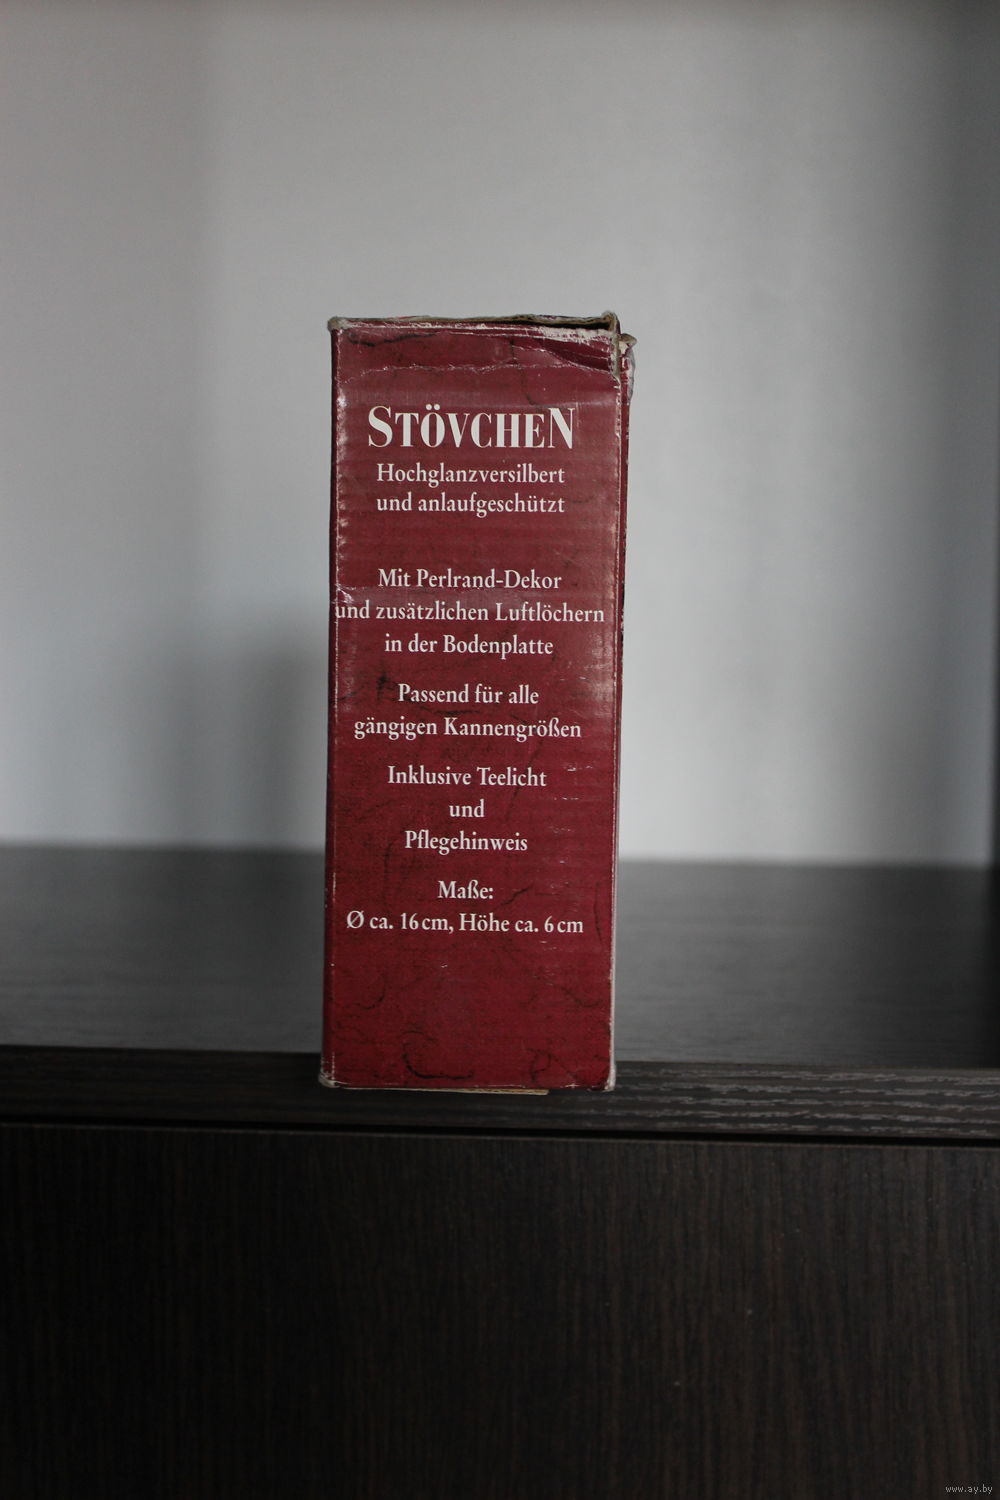 STÖVCHEN
Hochglanzversilbert
und anlaufgeschützt
Mit Perlrand-Dekor
und zusätzlichen Luftlöchern
in der Bodenplatte
Passend für alle
gängigen Kannengrößen
Inklusive Teelicht
und
Pflegehinweis
Maße:
Ø ca. 16 cm, Höhe ca. 6 cm
www.ay.by